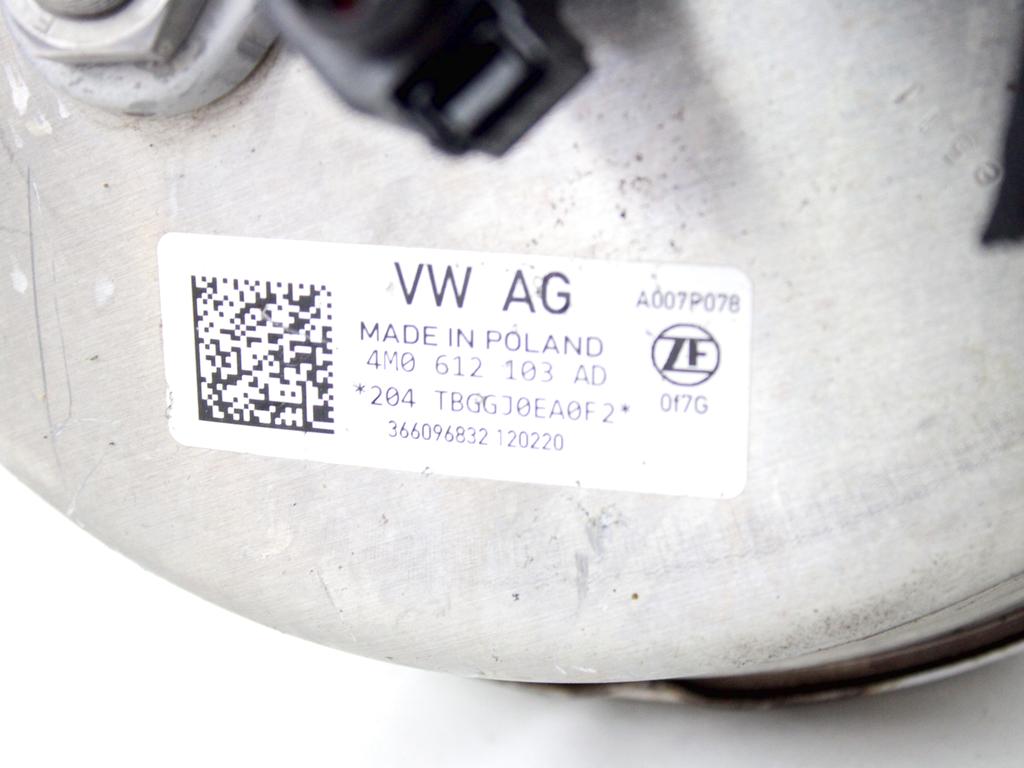 VW AG
MADE IN POLAND
4M0 612 103 AD
*204 TBGGJ0EA0F2*
366096832 120220
A007P078
ZF
0f7G